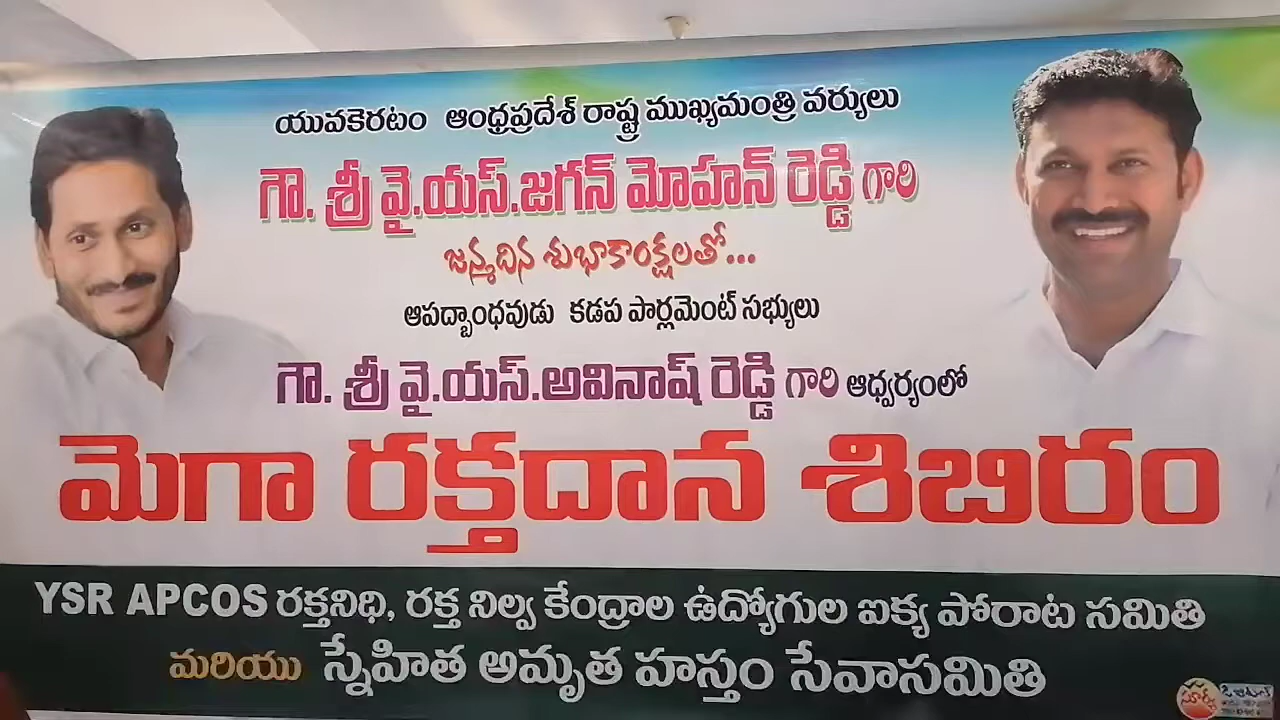 యువకెరటం ఆంధ్రప్రదేశ్ రాష్ట్ర ముఖ్యమంత్రి వర్యులు
గౌ. శ్రీ వై.యస్.జగన్ మోహన్ రెడ్డి గారి
జన్మదిన శుభాకాంక్షలతో...
ఆపద్బాంధవుడు కడప పార్లమెంట్ సభ్యులు
గౌ. శ్రీ వై.యస్.అవినాష్ రెడ్డి గారి ఆధ్వర్యంలో
మెగా రక్తదాన శిబిరం
YSR APCOS రక్తనిధి, రక్త నిల్వ కేంద్రాల ఉద్యోగుల ఐక్య పోరాట సమితి
మరియు స్నేహిత అమృత హస్తం సేవాసమితి